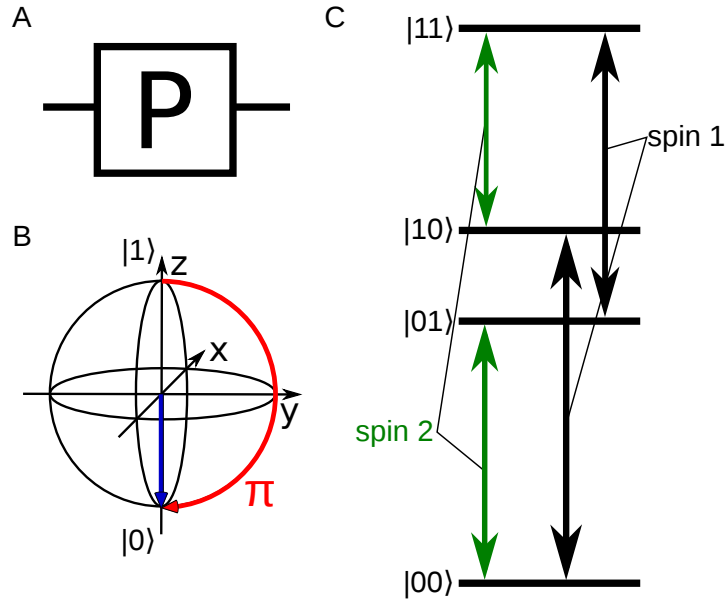 A
P
B
|1⟩
z
x
y
π
|0⟩
C
|11⟩
spin 1
|10⟩
|01⟩
spin 2
|00⟩